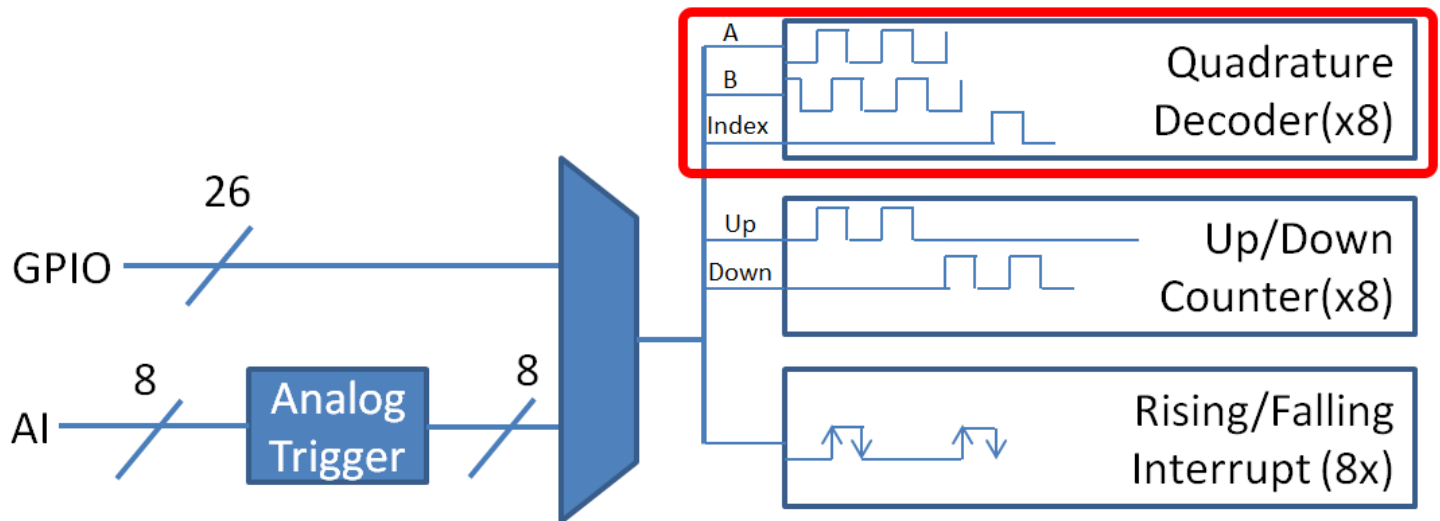 A
B
Index
Quadrature
Decoder(x8)
26
GPIO
Up
Down
Up/Down
Counter(x8)
8
AI
Analog
Trigger
8
Rising/Falling
Interrupt (8x)